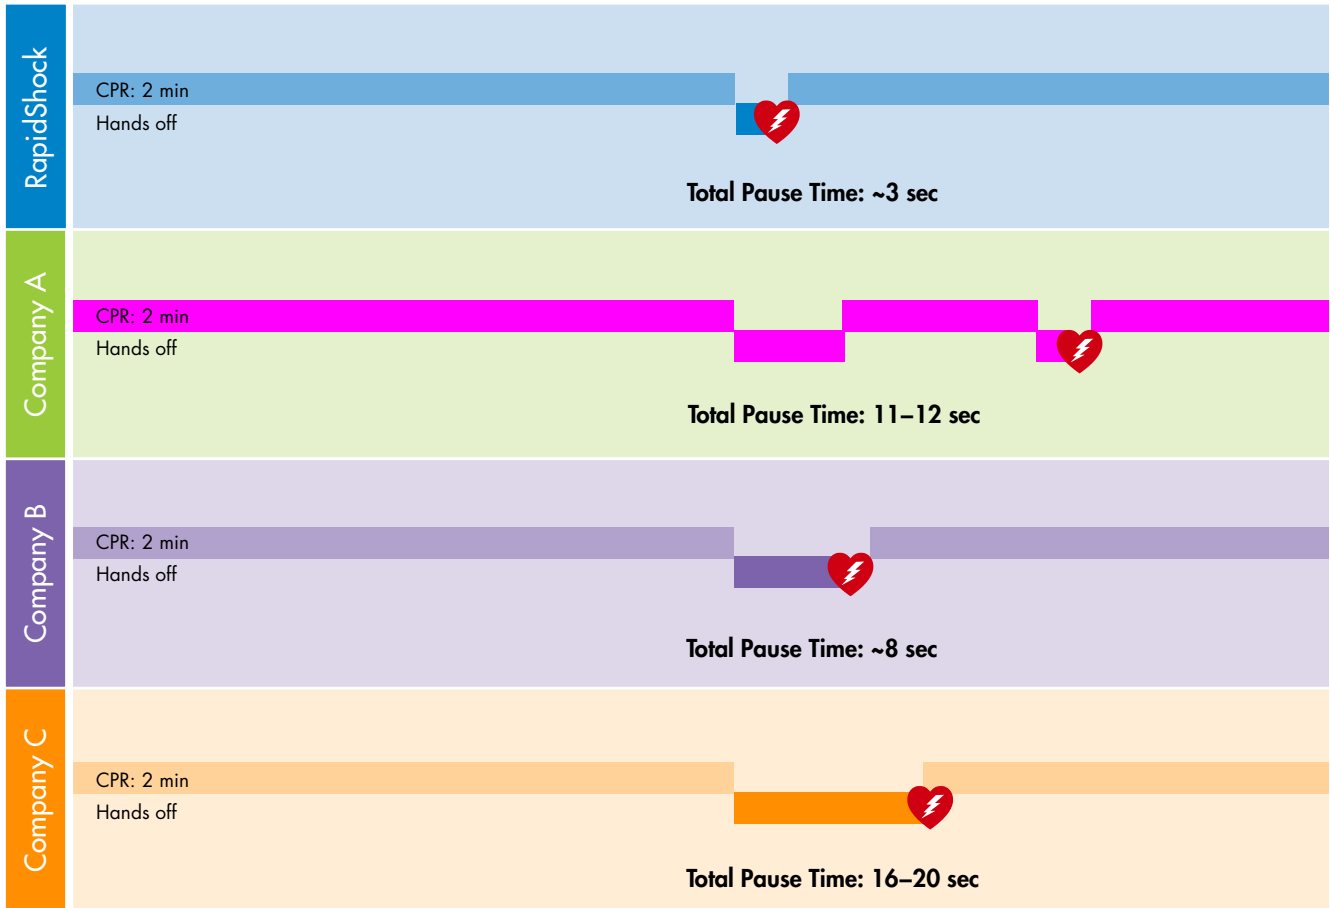 RapidShock
CPR: 2 min
Hands off
Total Pause Time: ~3 sec
Company A
CPR: 2 min
Hands off
Total Pause Time: 11–12 sec
Company B
CPR: 2 min
Hands off
Total Pause Time: ~8 sec
Company C
CPR: 2 min
Hands off
Total Pause Time: 16–20 sec